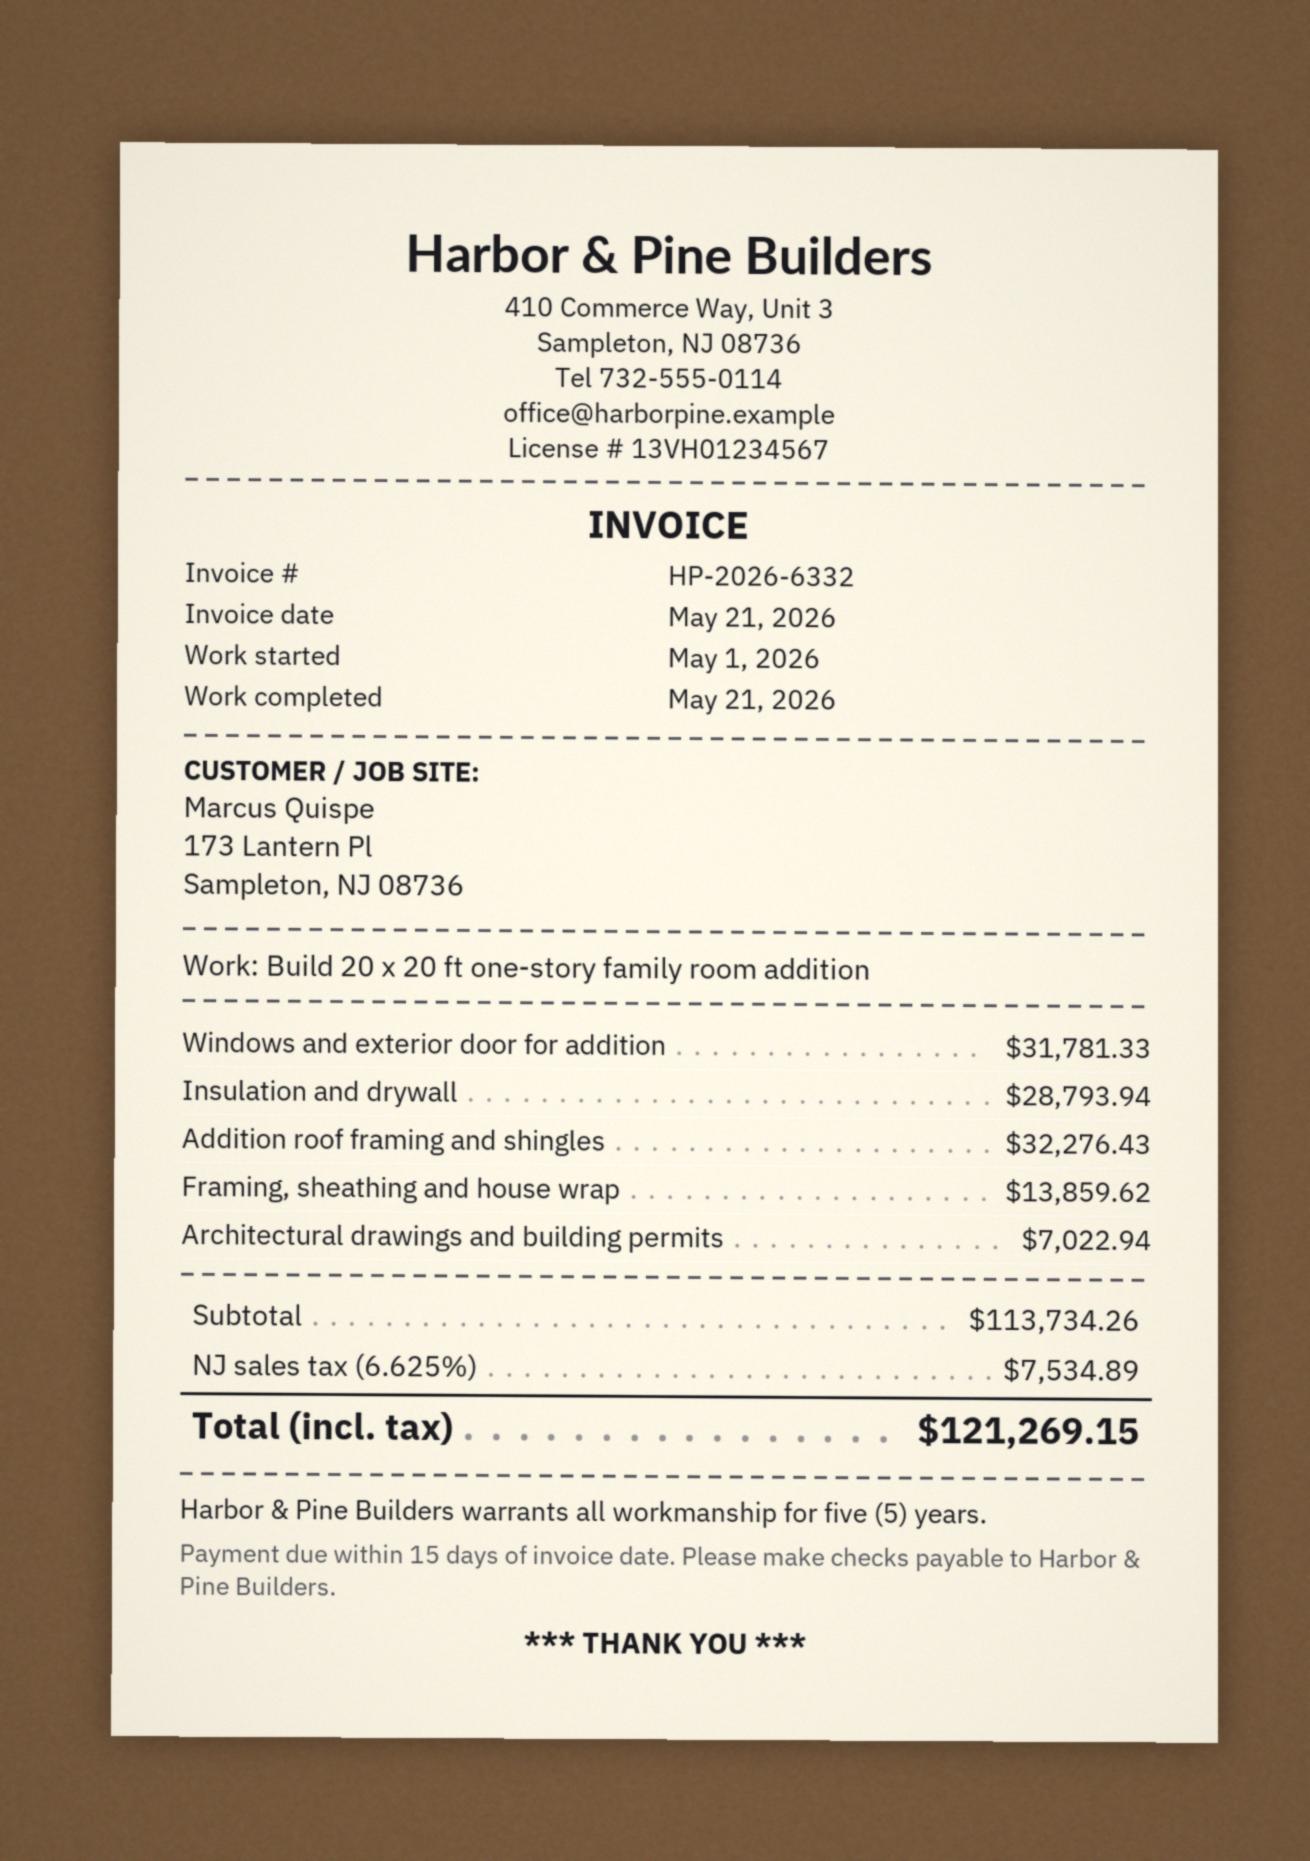 Harbor & Pine Builders
410 Commerce Way, Unit 3
Sampleton, NJ 08736
Tel 732-555-0114
office@harborpine.example
License # 13VH01234567
INVOICE
Invoice # HP-2026-6332
Invoice date May 21, 2026
Work started May 1, 2026
Work completed May 21, 2026
CUSTOMER / JOB SITE:
Marcus Quispe
173 Lantern Pl
Sampleton, NJ 08736
Work: Build 20 x 20 ft one-story family room addition
Windows and exterior door for addition $31,781.33
Insulation and drywall $28,793.94
Addition roof framing and shingles $32,276.43
Framing, sheathing and house wrap $13,859.62
Architectural drawings and building permits $7,022.94
Subtotal $113,734.26
NJ sales tax (6.625%) $7,534.89
Total (incl. tax) $121,269.15
Harbor & Pine Builders warrants all workmanship for five (5) years.
Payment due within 15 days of invoice date. Please make checks payable to Harbor &
Pine Builders.
*** THANK YOU ***